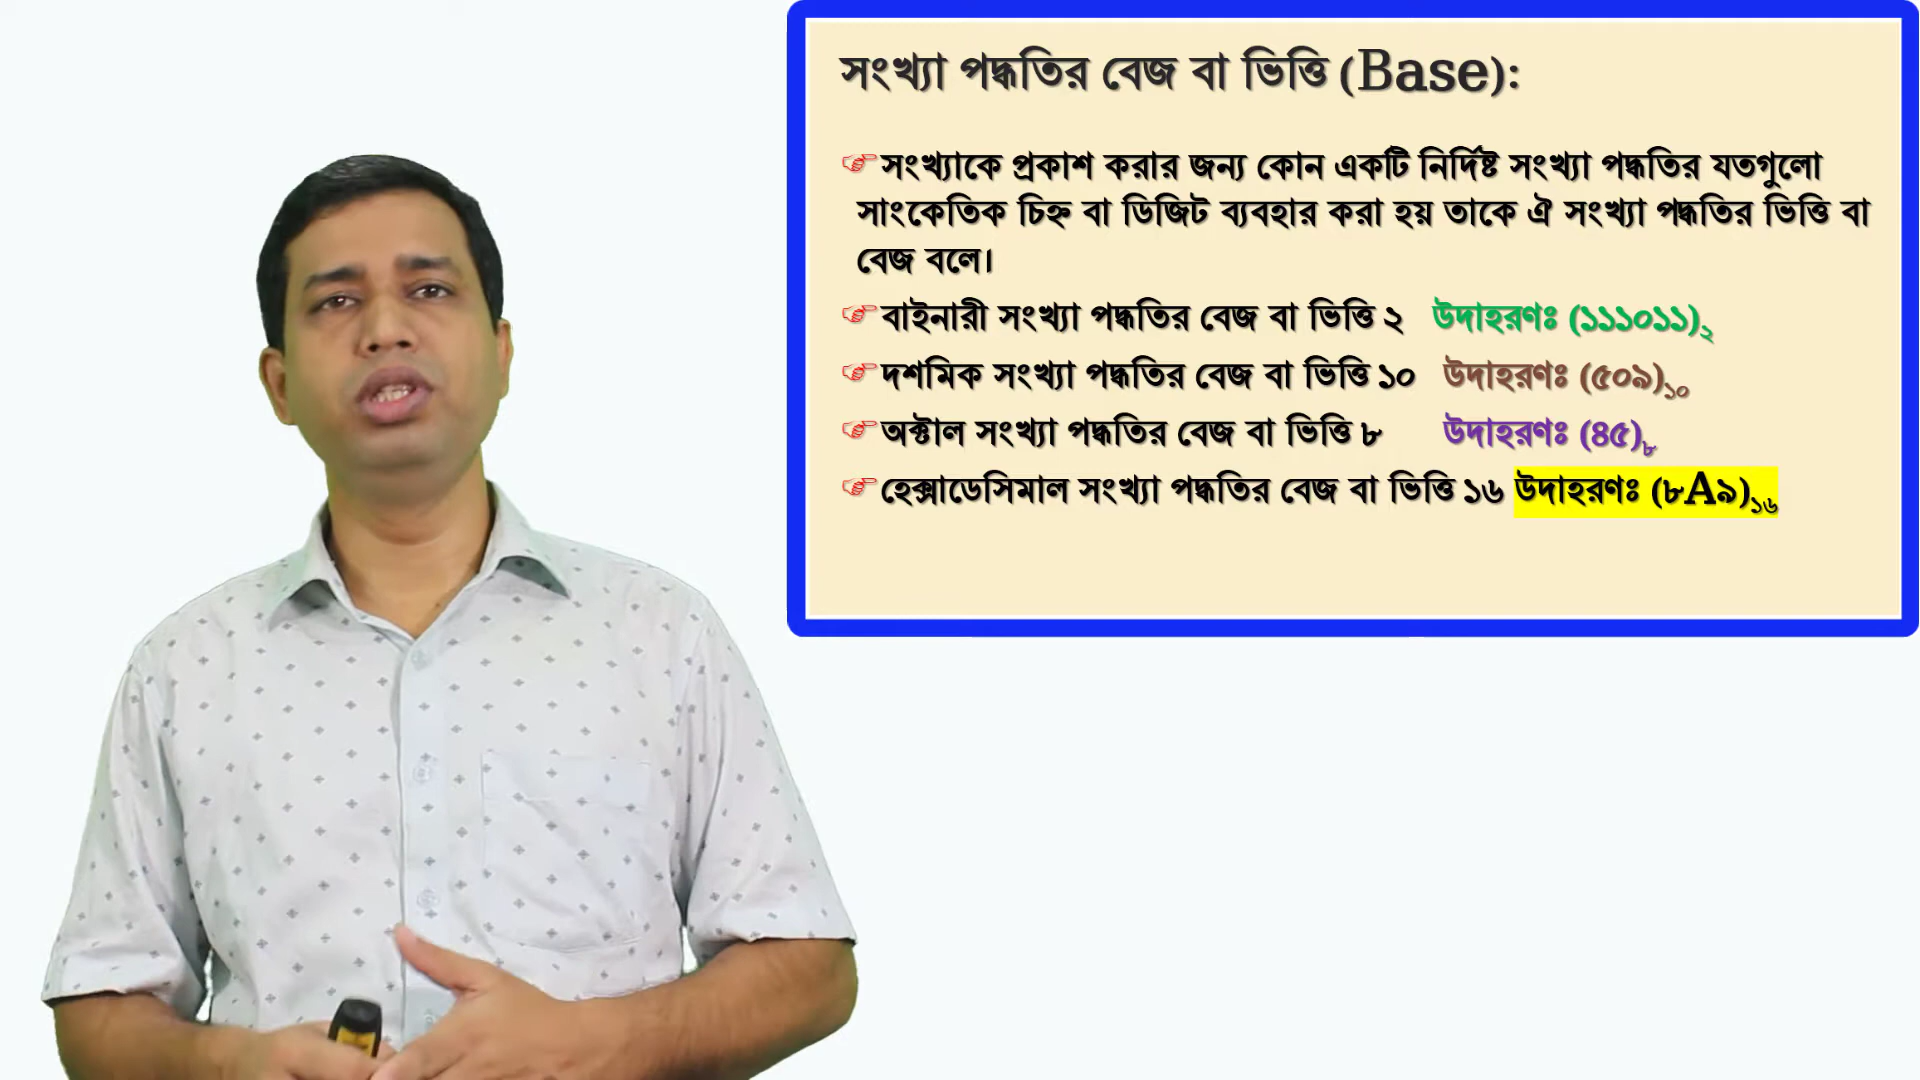 সংখ্যা পদ্ধতির বেজ বা ভিত্তি (Base):
সংখ্যাকে প্রকাশ করার জন্য কোন একটি নির্দিষ্ট সংখ্যা পদ্ধতির যতগুলো
সাংকেতিক চিহ্ন বা ডিজিট ব্যবহার করা হয় তাকে ঐ সংখ্যা পদ্ধতির ভিত্তি বা
বেজ বলে।
বাইনারী সংখ্যা পদ্ধতির বেজ বা ভিত্তি ২ উদাহরণঃ (১১১০১১)২
দশমিক সংখ্যা পদ্ধতির বেজ বা ভিত্তি ১০ উদাহরণঃ (৫০৯)১০
অক্টাল সংখ্যা পদ্ধতির বেজ বা ভিত্তি ৮ উদাহরণঃ (৪৫)৮
হেক্সাডেসিমাল সংখ্যা পদ্ধতির বেজ বা ভিত্তি ১৬ উদাহরণঃ (৮A৯)১৬